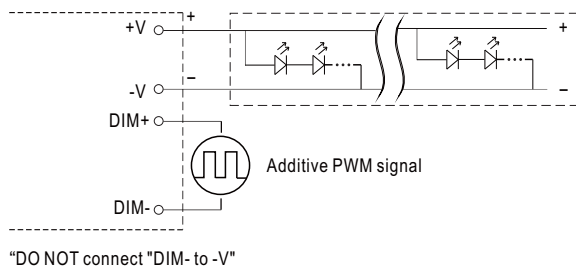 +
+V
+
-V
−
−
DIM+
Additive PWM signal
DIM-
“DO NOT connect "DIM- to -V"